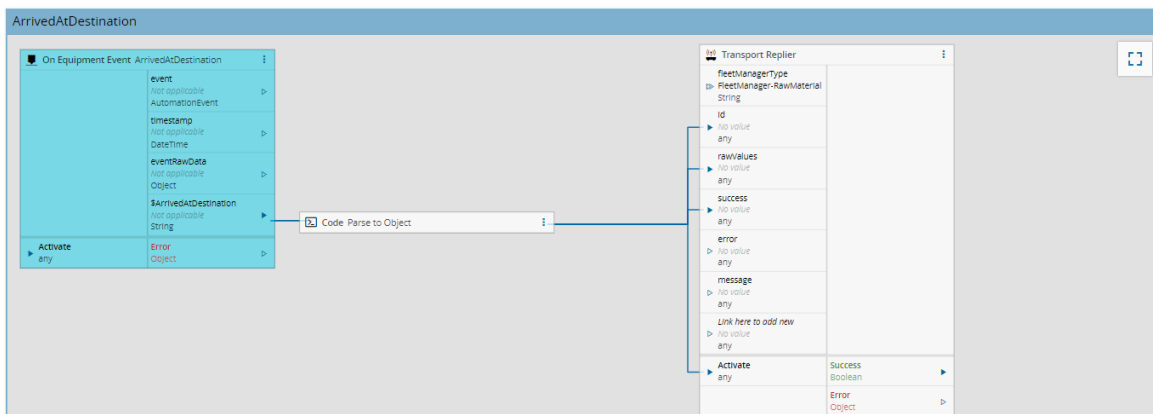 ArrivedAtDestination
On Equipment Event ArrivedAtDestination
event
Not applicable
AutomationEvent
timestamp
Not applicable
DateTime
eventRawData
Not applicable
Object
$ArrivedAtDestination
Not applicable
String
Activate
any
Error
Object
Code Parse to Object
Transport Replier
fleetManagerType
FleetManager-RawMaterial
String
id
No value
any
rawValues
No value
any
success
No value
any
error
No value
any
message
No value
any
Link here to add new
No value
any
Activate
any
Success
Boolean
Error
Object